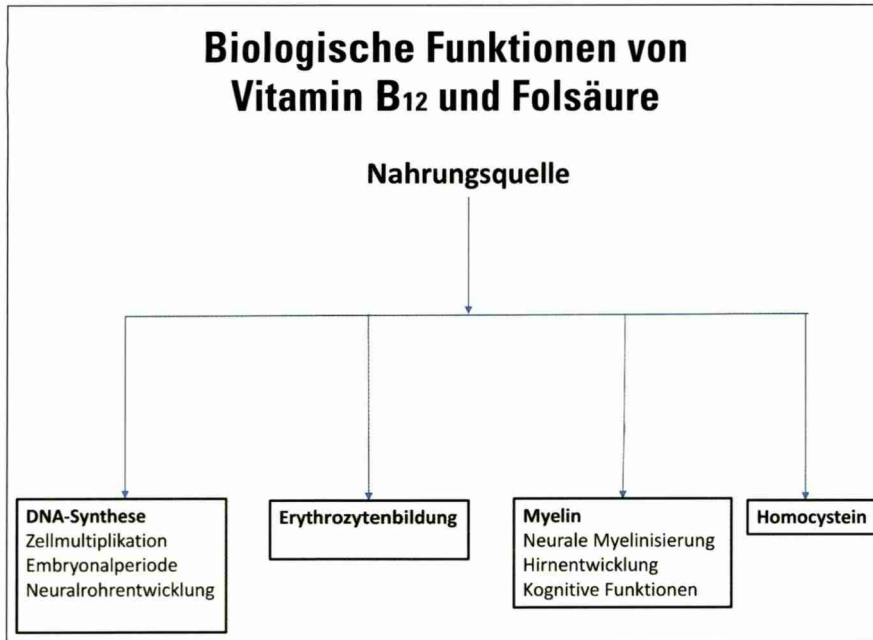 Biologische Funktionen von
Vitamin B12 und Folsäure
Nahrungsquelle
DNA-Synthese
Zellmultiplikation
Embryonalperiode
Neuralrohrentwicklung
Erythrozytenbildung
Myelin
Neurale Myelinisierung
Hirnentwicklung
Kognitive Funktionen
Homocystein